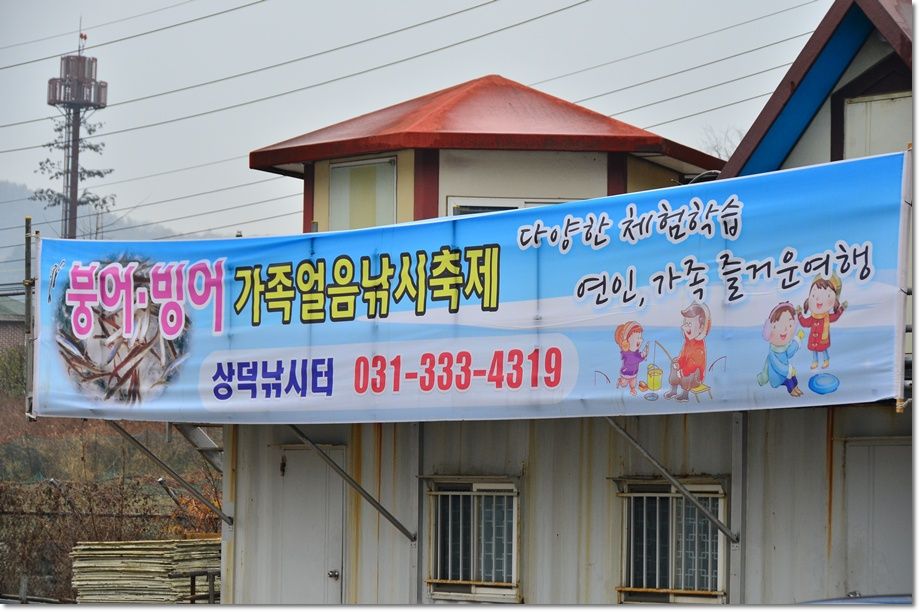 붕어·빙어 가족얼음낚시축제
다양한 체험학습
연인, 가족 즐거운여행
상덕낚시터 031-333-4319